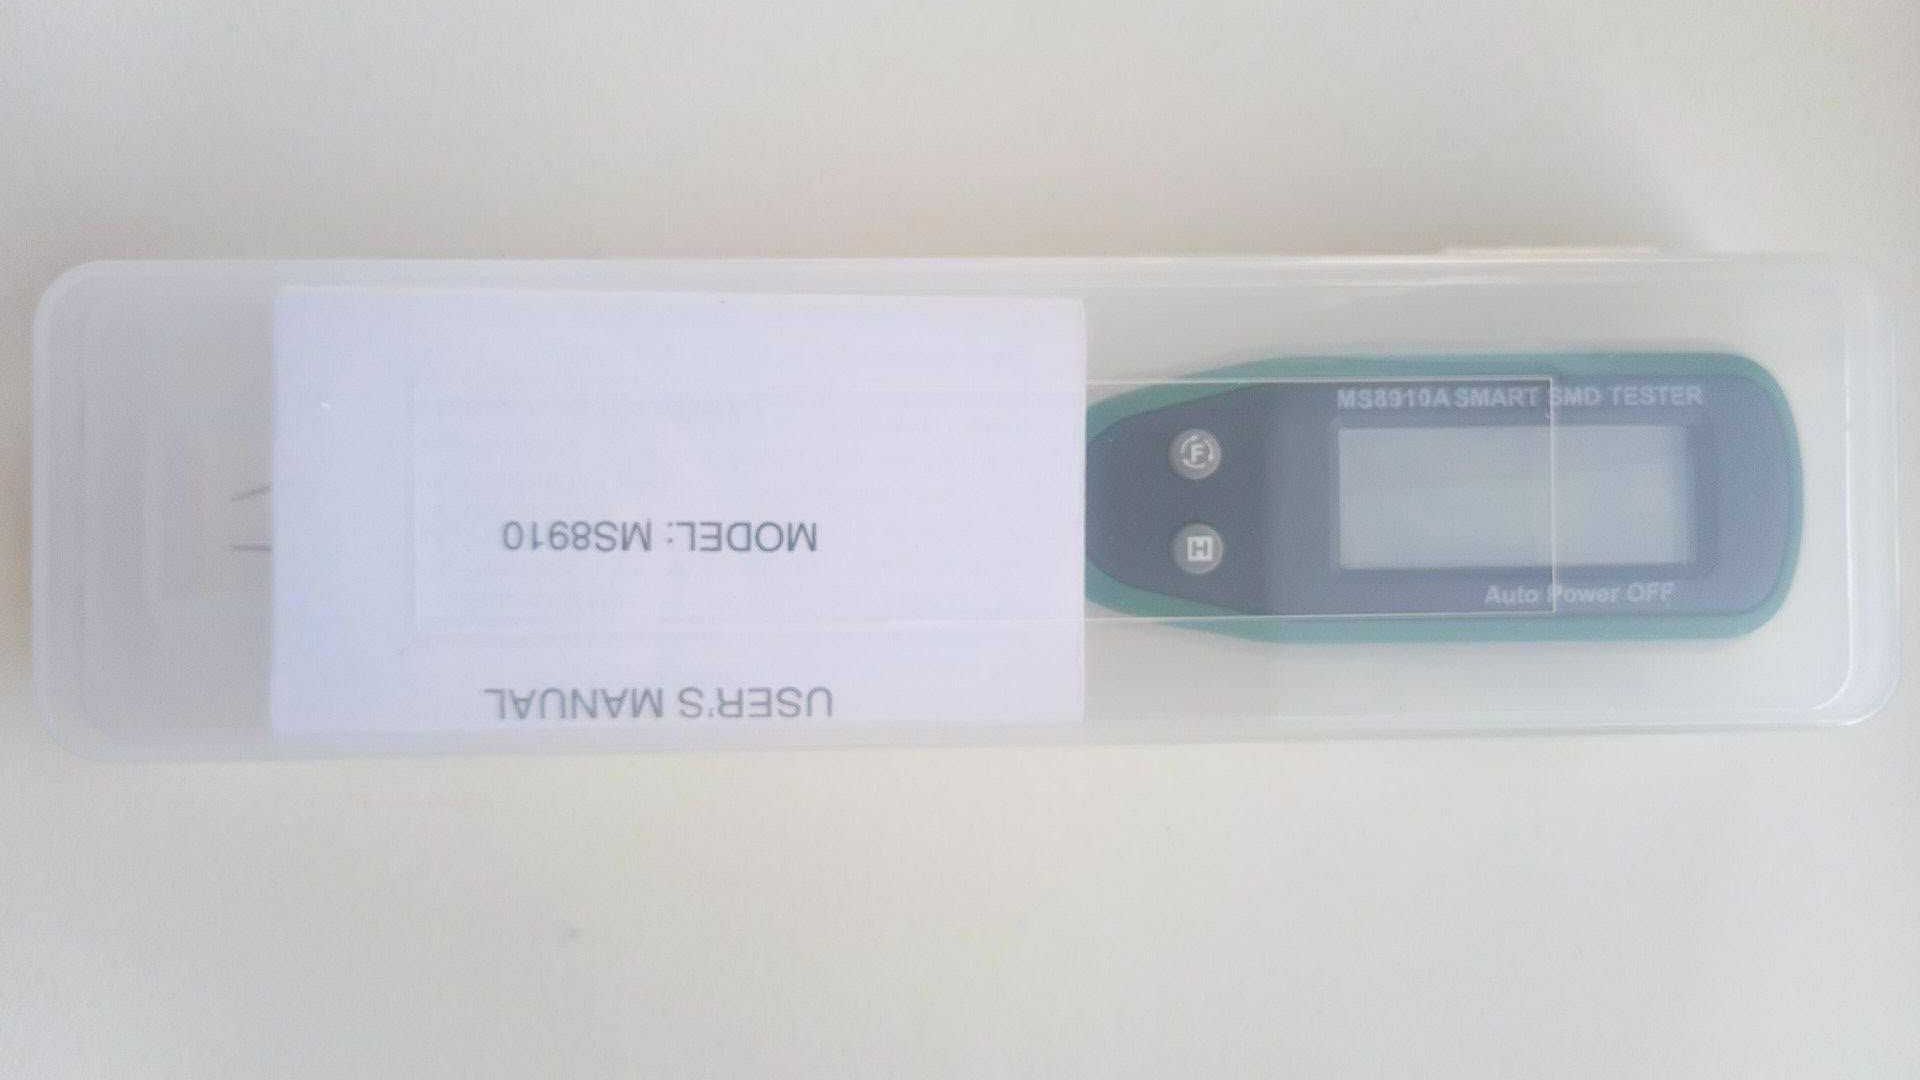 MS8910A SMART SMD TESTER
F
H
Auto Power OFF
USER'S MANUAL
MODEL: MS8910